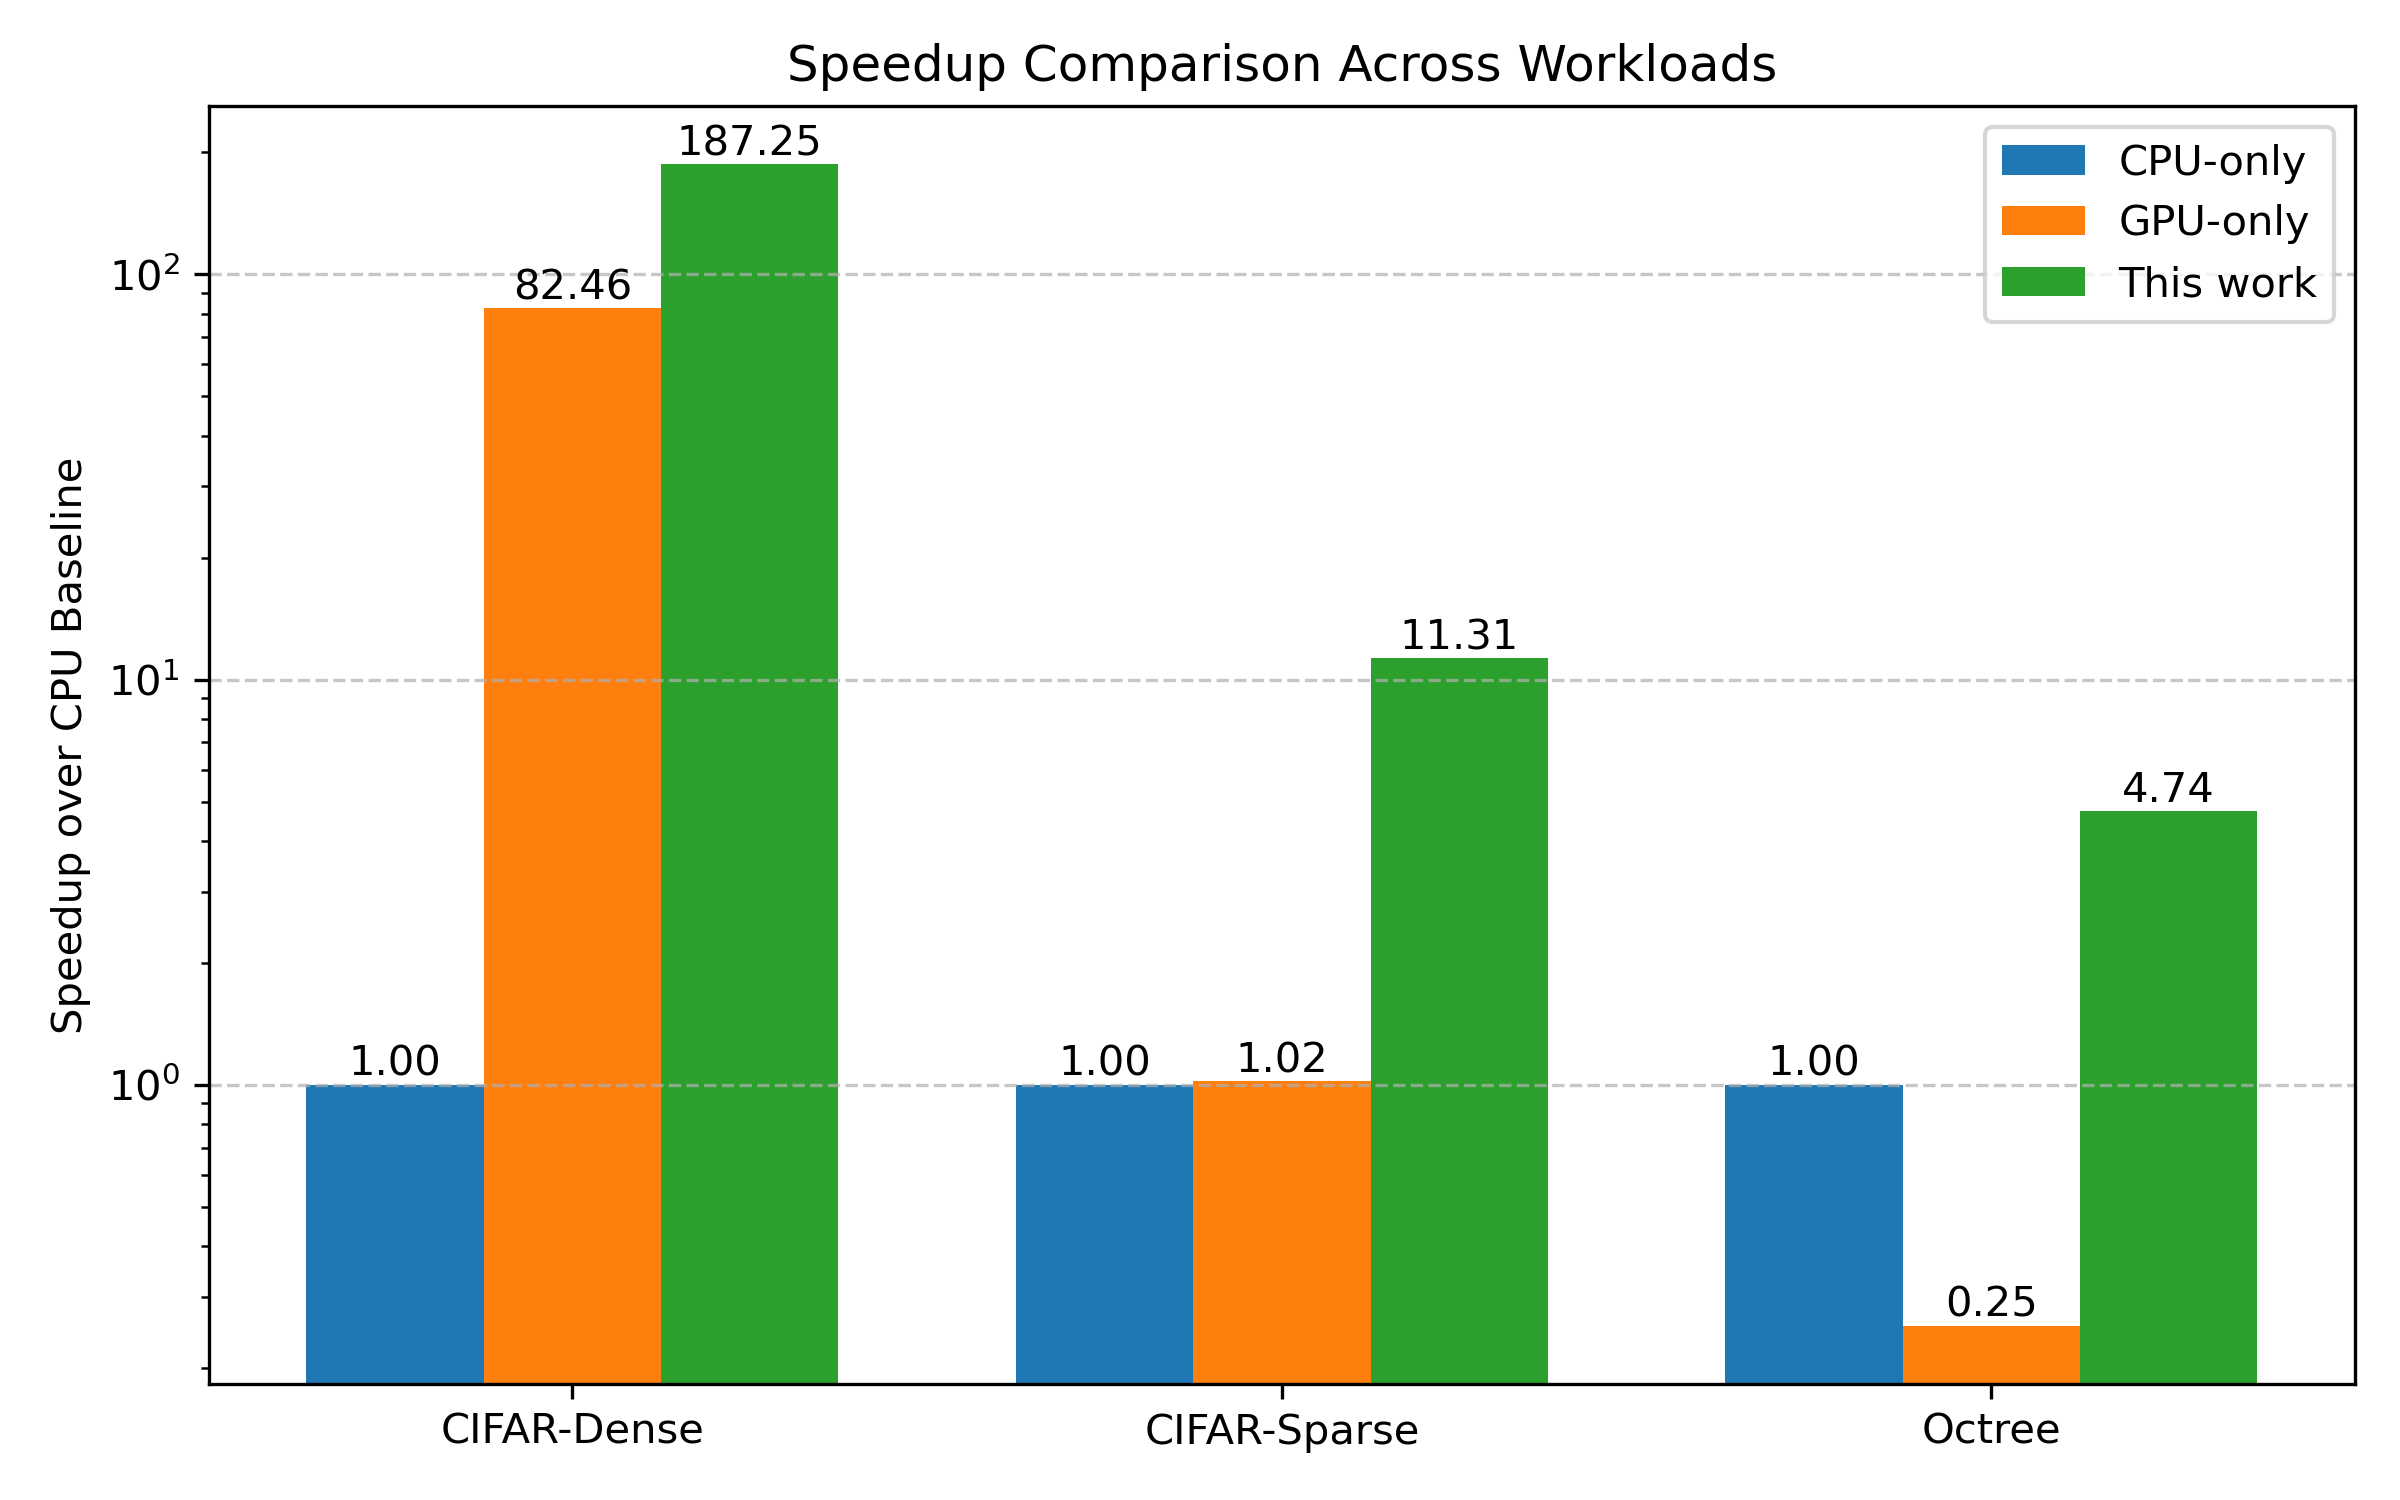 Speedup Comparison Across Workloads
Speedup over CPU Baseline
10²
10¹
10⁰
187.25
82.46
1.00
11.31
1.00
1.02
4.74
1.00
0.25
CPU-only
GPU-only
This work
CIFAR-Dense
CIFAR-Sparse
Octree